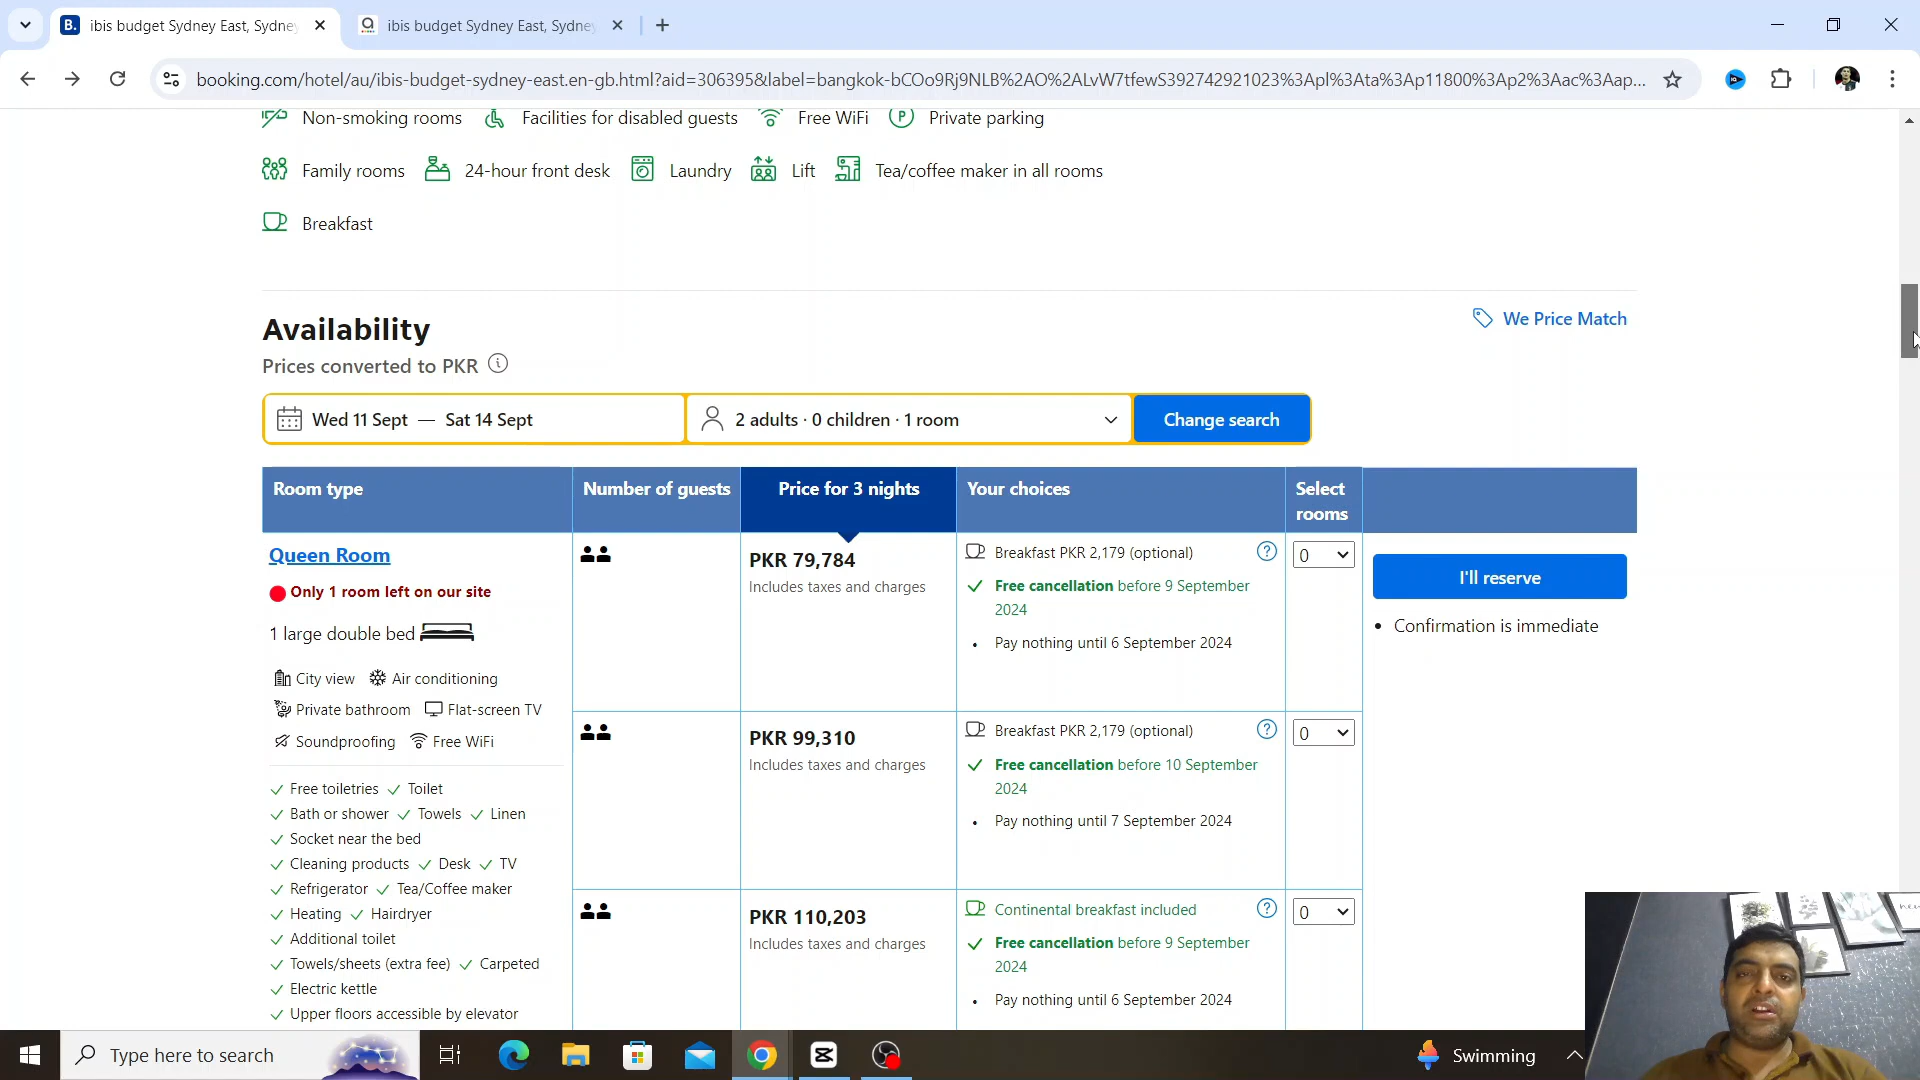 ibis budget Sydney East, Sydney
ibis budget Sydney East, Sydney
booking.com/hotel/au/ibis-budget-sydney-east.en-gb.html?aid=306395&label=bangkok-bCOo9Rj9NLB%2AO%2ALvW7tfewS392742921023%3Apl%3Ata%3Ap11800%3Ap2%3Aac%3Aap...
Non-smoking rooms Facilities for disabled guests Free WiFi P Private parking
Family rooms 24-hour front desk Laundry Lift Tea/coffee maker in all rooms
Breakfast
Availability
We Price Match
Prices converted to PKR
Wed 11 Sept — Sat 14 Sept
2 adults · 0 children · 1 room
Change search
Room type
Number of guests
Price for 3 nights
Your choices
Select
rooms
Queen Room
Only 1 room left on our site
1 large double bed
City view Air conditioning
Private bathroom Flat-screen TV
Soundproofing Free WiFi
Free toiletries Toilet
Bath or shower Towels Linen
Socket near the bed
Cleaning products Desk TV
Refrigerator Tea/Coffee maker
Heating Hairdryer
Additional toilet
Towels/sheets (extra fee) Carpeted
Electric kettle
Upper floors accessible by elevator
PKR 79,784
Includes taxes and charges
Breakfast PKR 2,179 (optional)
Free cancellation before 9 September
2024
• Pay nothing until 6 September 2024
0
I'll reserve
• Confirmation is immediate
PKR 99,310
Includes taxes and charges
Breakfast PKR 2,179 (optional)
Free cancellation before 10 September
2024
• Pay nothing until 7 September 2024
0
PKR 110,203
Includes taxes and charges
Continental breakfast included
Free cancellation before 9 September
2024
• Pay nothing until 6 September 2024
0
Type here to search
Swimming